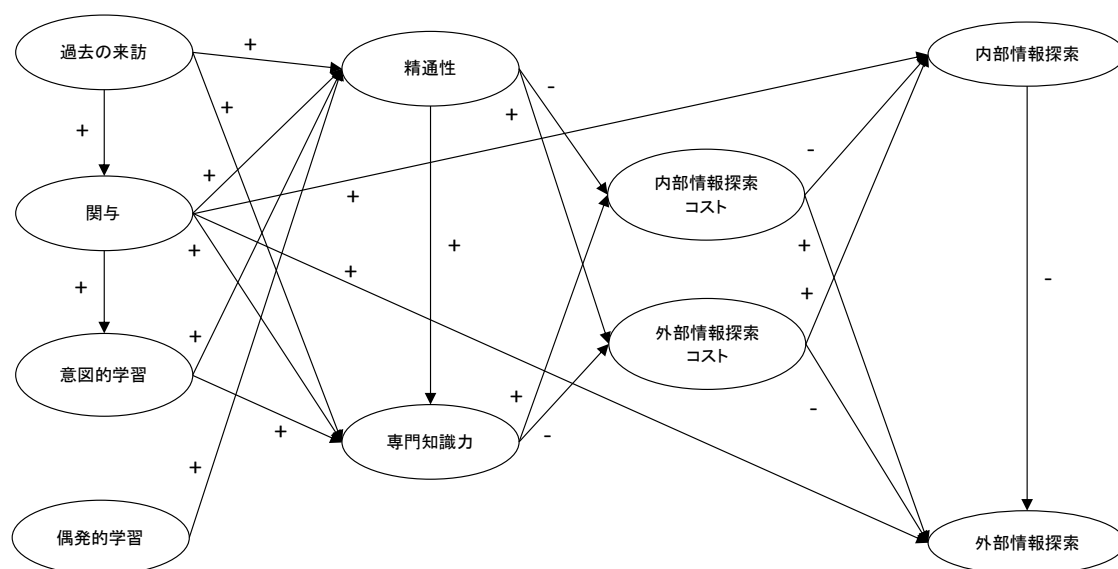 過去の来訪
+
精通性
内部情報探索
-
+
+
+
-
内部情報探索
コスト
+
+
関与
+
+
+
+
+
-
+
外部情報探索
コスト
+
意図的学習
+
-
+
-
専門知識力
+
偶発的学習
外部情報探索